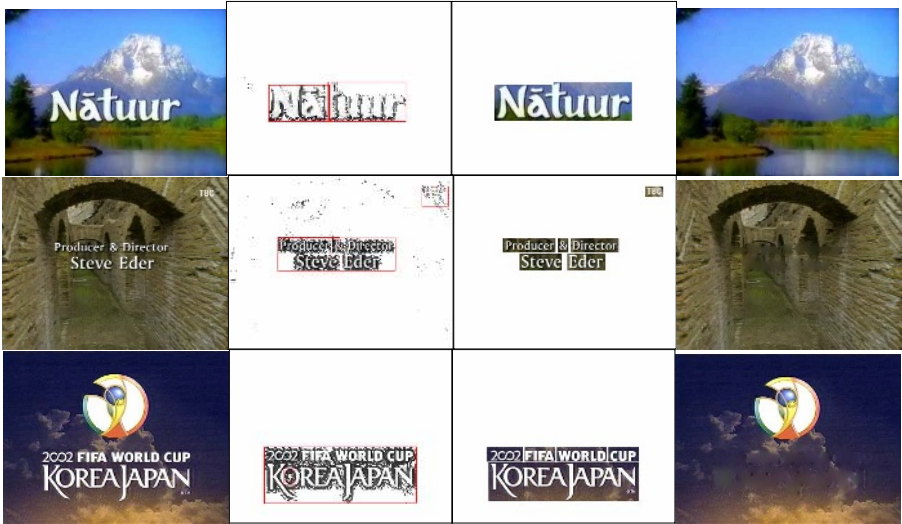 Nātuur
Nātuur
Nātuur
TBC
Producer & Director
Steve Eder
Producer & Director
Steve Eder
TBC
Producer & Director
Steve Eder
2002 FIFA WORLD CUP
KOREA JAPAN
2002 FIFA WORLD CUP
KOREA JAPAN
2002 FIFA WORLD CUP
KOREA JAPAN